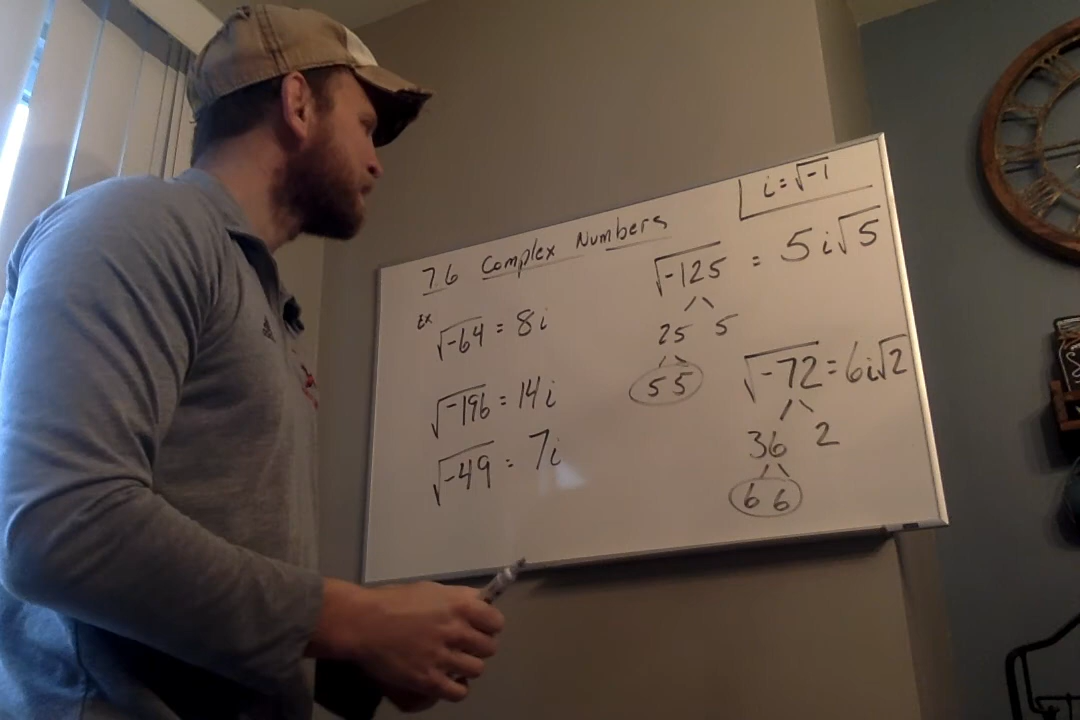 7.6 Complex Numbers
Ex
√-64 = 8i
√-196 = 14i
√-49 = 7i
i = √-1
√-125 = 5i√5
25 5
5 5
√-72 = 6i√2
36 2
6 6